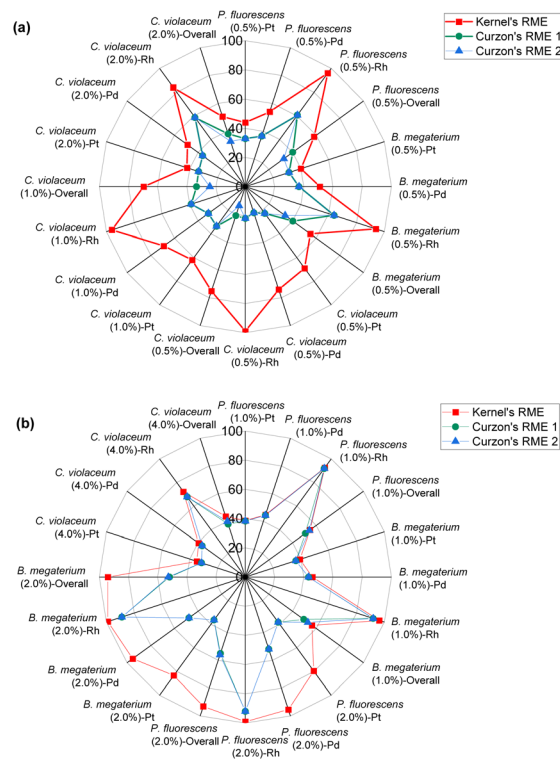 (a)
Kernel's RME
Curzon's RME 1
Curzon's RME 2
P. fluorescens
(0.5%)-Pt
P. fluorescens
(0.5%)-Pd
P. fluorescens
(0.5%)-Rh
P. fluorescens
(0.5%)-Overall
B. megaterium
(0.5%)-Pt
B. megaterium
(0.5%)-Pd
B. megaterium
(0.5%)-Rh
B. megaterium
(0.5%)-Overall
C. violaceum
(0.5%)-Pt
C. violaceum
(0.5%)-Pd
C. violaceum
(0.5%)-Rh
C. violaceum
(0.5%)-Overall
C. violaceum
(1.0%)-Pt
C. violaceum
(1.0%)-Pd
C. violaceum
(1.0%)-Rh
C. violaceum
(1.0%)-Overall
C. violaceum
(2.0%)-Pt
C. violaceum
(2.0%)-Pd
C. violaceum
(2.0%)-Rh
C. violaceum
(2.0%)-Overall
100
80
60
40
20
0
(b)
Kernel's RME
Curzon's RME 1
Curzon's RME 2
P. fluorescens
(1.0%)-Pt
P. fluorescens
(1.0%)-Pd
P. fluorescens
(1.0%)-Rh
P. fluorescens
(1.0%)-Overall
B. megaterium
(1.0%)-Pt
B. megaterium
(1.0%)-Pd
B. megaterium
(1.0%)-Rh
B. megaterium
(1.0%)-Overall
P. fluorescens
(2.0%)-Pt
P. fluorescens
(2.0%)-Pd
P. fluorescens
(2.0%)-Rh
P. fluorescens
(2.0%)-Overall
B. megaterium
(2.0%)-Pt
B. megaterium
(2.0%)-Pd
B. megaterium
(2.0%)-Rh
B. megaterium
(2.0%)-Overall
C. violaceum
(4.0%)-Pt
C. violaceum
(4.0%)-Pd
C. violaceum
(4.0%)-Rh
C. violaceum
(4.0%)-Overall
100
80
60
40
20
0